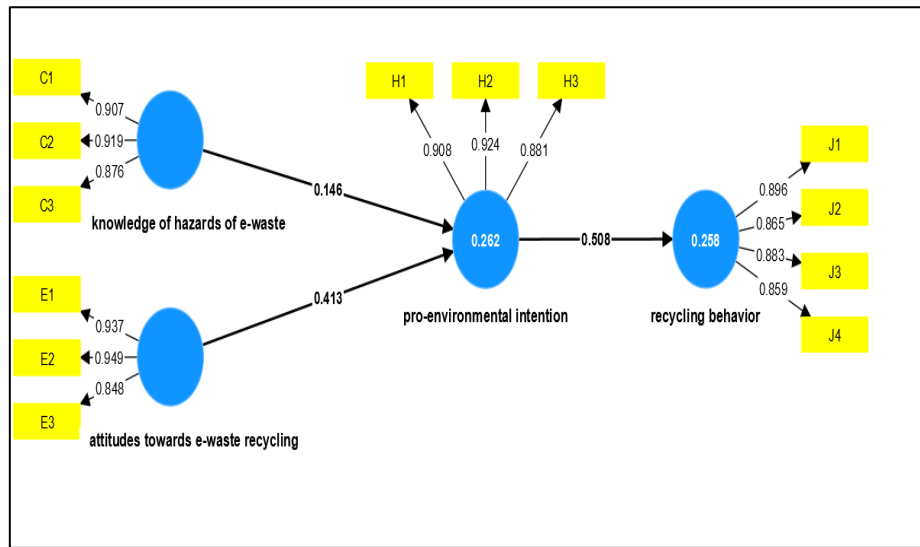 C1
0.907
C2
0.919
0.876
C3
knowledge of hazards of e-waste
E1
0.937
E2
0.949
0.848
E3
attitudes towards e-waste recycling
0.146
0.413
H1
H2
H3
0.908
0.924
0.881
0.262
pro-environmental intention
0.508
0.258
recycling behavior
J1
0.896
J2
0.865
0.883
J3
0.859
J4